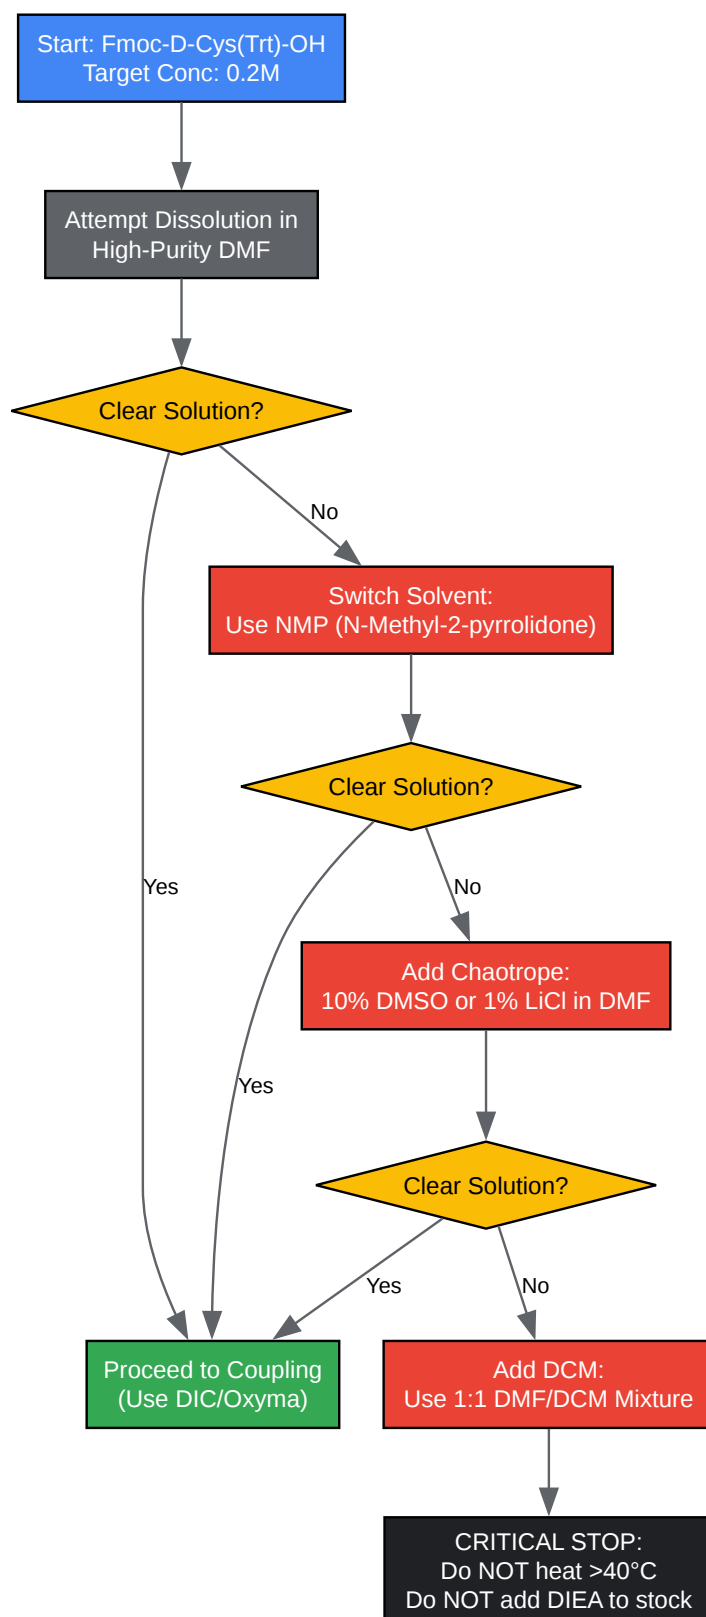 Start: Fmoc-D-Cys(Trt)-OH
Target Conc: 0.2M
Attempt Dissolution in
High-Purity DMF
Clear Solution?
No
Switch Solvent:
Use NMP (N-Methyl-2-pyrrolidone)
Clear Solution?
Yes
No
Add Chaotrope:
10% DMSO or 1% LiCl in DMF
Yes
Clear Solution?
Yes
No
Proceed to Coupling
(Use DIC/Oxyma)
Add DCM:
Use 1:1 DMF/DCM Mixture
CRITICAL STOP:
Do NOT heat >40°C
Do NOT add DIEA to stock